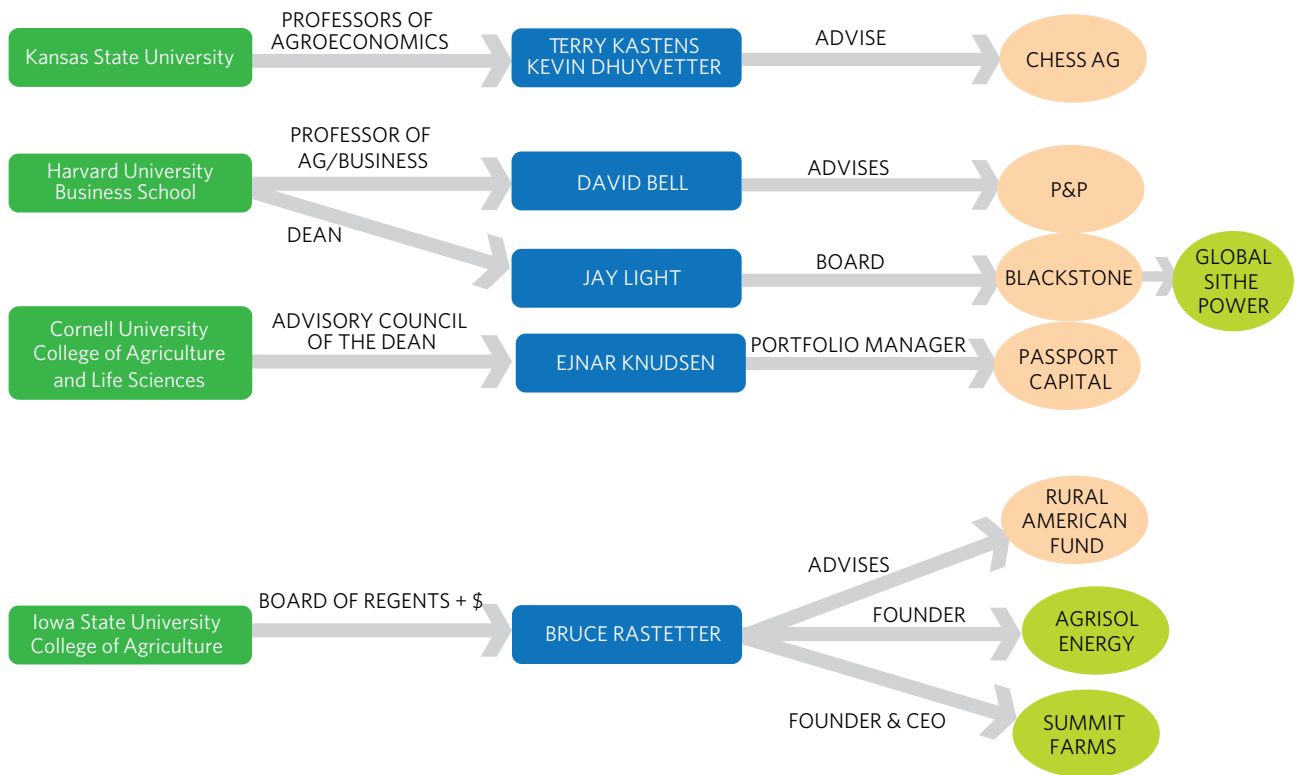 PROFESSORS OF
AGROECONOMICS
Kansas State University
TERRY KASTENS
KEVIN DHUYVETTER
ADVISE
CHESS AG
PROFESSOR OF
AG/BUSINESS
Harvard University
Business School
DAVID BELL
ADVISES
P&P
DEAN
JAY LIGHT
BOARD
BLACKSTONE
GLOBAL
SITHE
POWER
Cornell University
College of Agriculture
and Life Sciences
ADVISORY COUNCIL
OF THE DEAN
EJNAR KNUDSEN
PORTFOLIO MANAGER
PASSPORT
CAPITAL
Iowa State University
College of Agriculture
BOARD OF REGENTS + $
BRUCE RASTETTER
ADVISES
RURAL
AMERICAN
FUND
FOUNDER
AGRISOL
ENERGY
FOUNDER & CEO
SUMMIT
FARMS